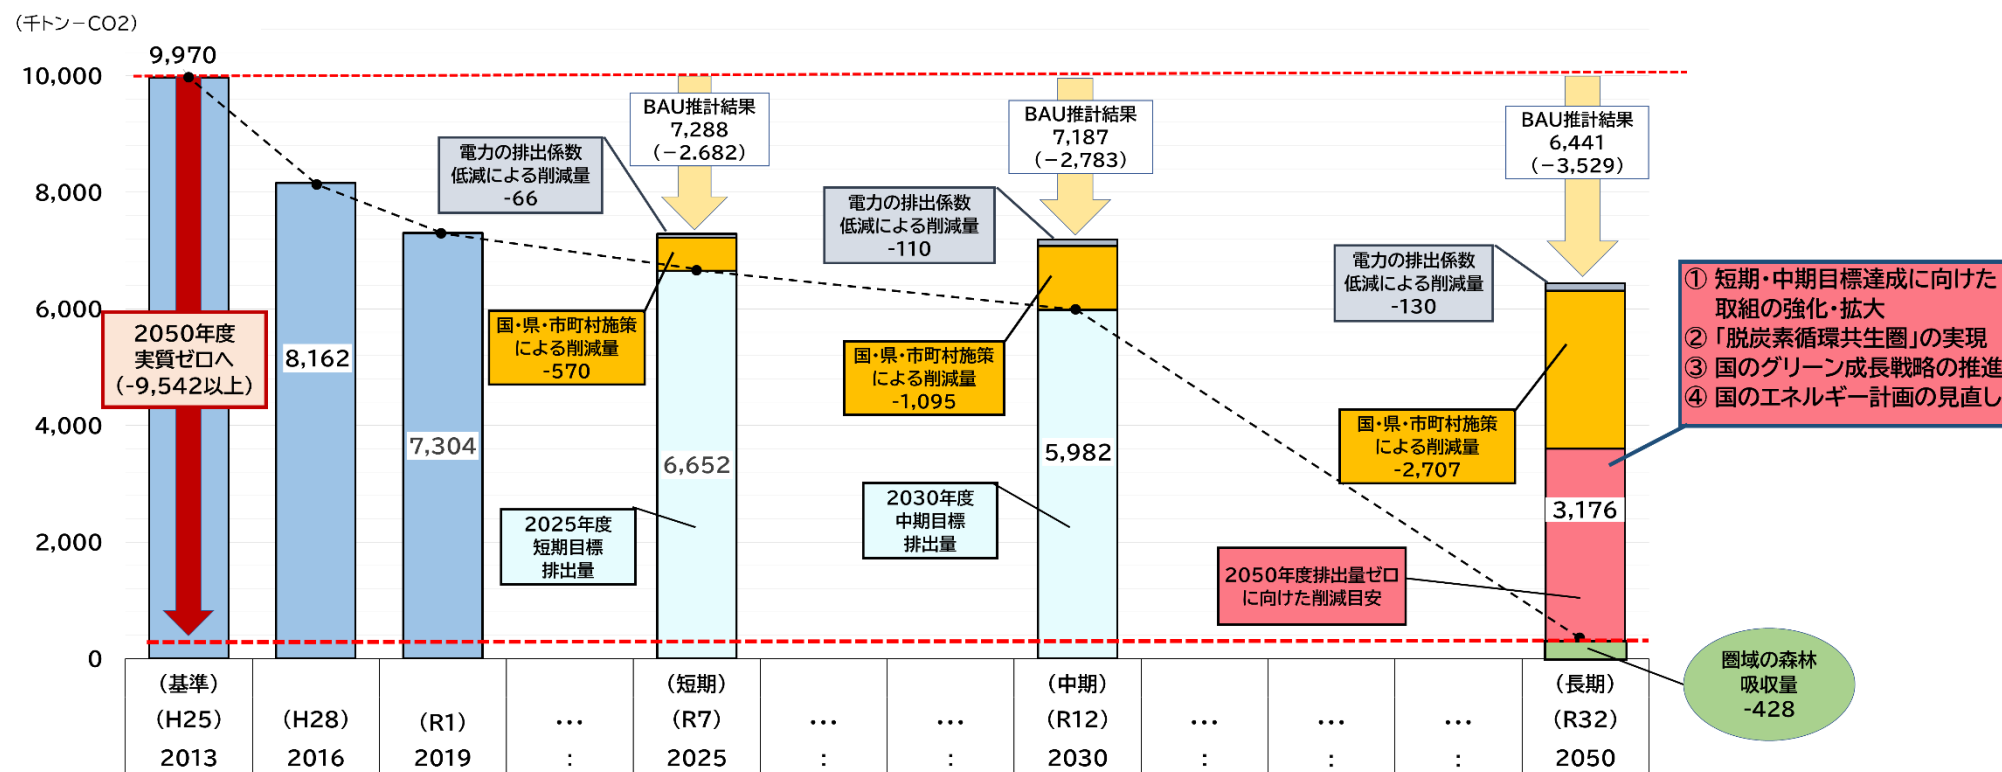 （千トン－CO2）
9,970
10,000
8,000
6,000
4,000
2,000
0
2050年度
実質ゼロへ
（-9,542以上）
8,162
7,304
電力の排出係数
低減による削減量
-66
国・県・市町村施策
による削減量
-570
BAU推計結果
7,288
（－2.682）
6,652
2025年度
短期目標
排出量
電力の排出係数
低減による削減量
-110
国・県・市町村施策
による削減量
-1,095
BAU推計結果
7,187
（－2,783）
5,982
2030年度
中期目標
排出量
電力の排出係数
低減による削減量
-130
国・県・市町村施策
による削減量
-2,707
BAU推計結果
6,441
（－3,529）
3,176
2050年度排出量ゼロ
に向けた削減目安
① 短期・中期目標達成に向けた
取組の強化・拡大
② 「脱炭素循環共生圏」の実現
③ 国のグリーン成長戦略の推進
④ 国のエネルギー計画の見直し
圏域の森林
吸収量
-428
（基準） （短期） （中期） （長期）
（H25） （H28） （R1） … （R7） … … （R12） … … … （R32）
2013 2016 2019 : 2025 : : 2030 : : : 2050